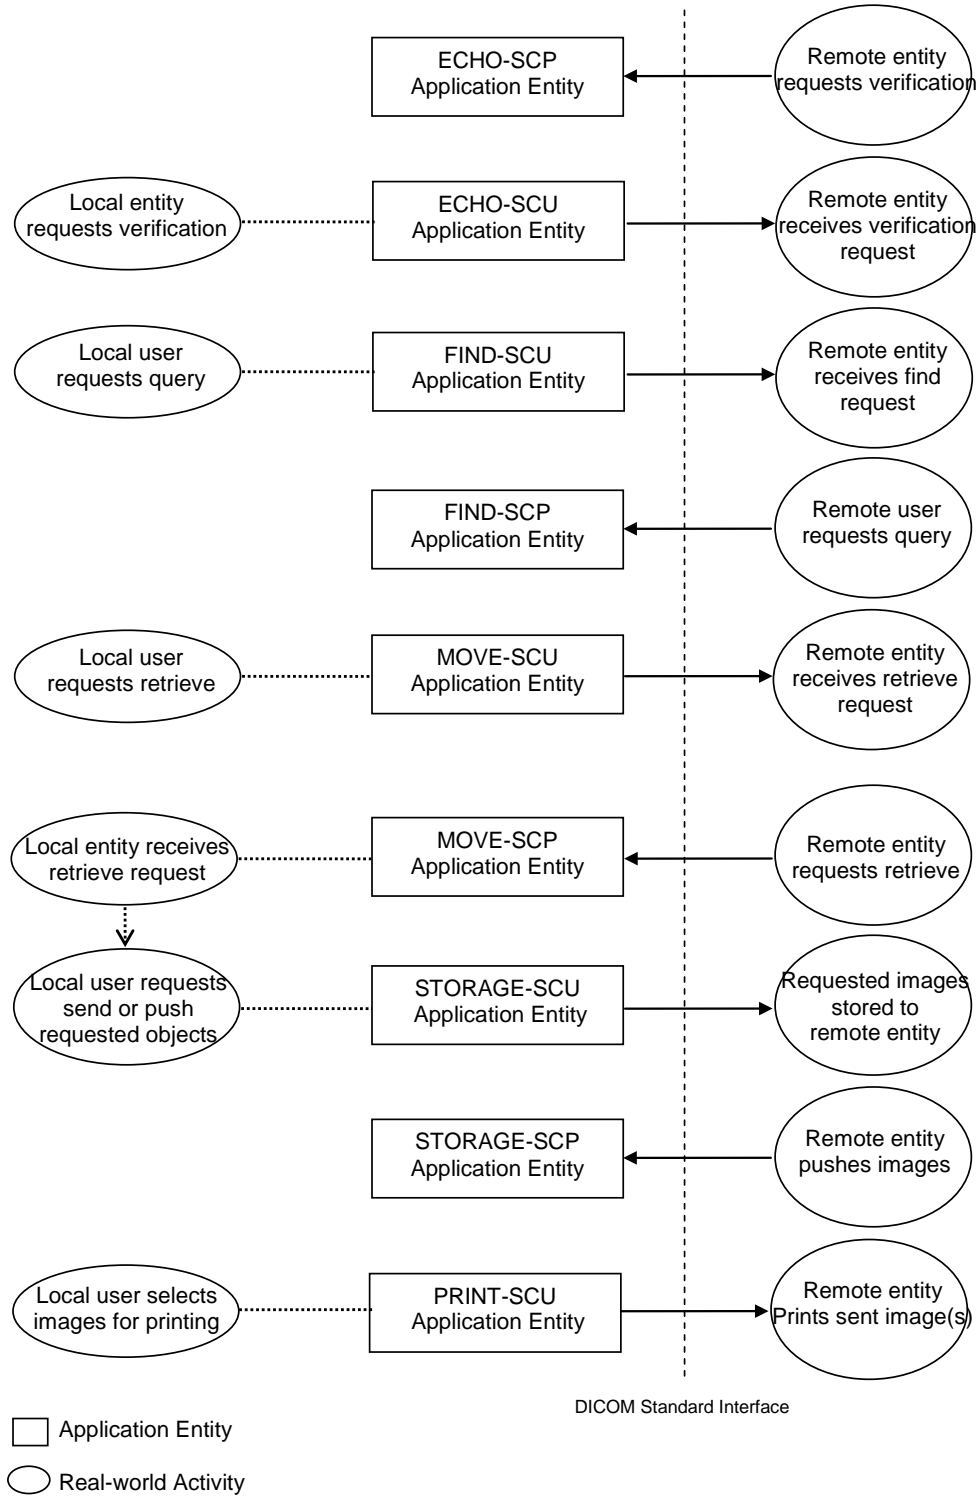 ECHO-SCP
Application Entity
Remote entity
requests verification
Local entity
requests verification
ECHO-SCU
Application Entity
Remote entity
receives verification
request
Local user
requests query
FIND-SCU
Application Entity
Remote entity
receives find
request
FIND-SCP
Application Entity
Remote user
requests query
Local user
requests retrieve
MOVE-SCU
Application Entity
Remote entity
receives retrieve
request
Local entity receives
retrieve request
MOVE-SCP
Application Entity
Remote entity
requests retrieve
Local user requests
send or push
requested objects
STORAGE-SCU
Application Entity
Requested images
stored to
remote entity
STORAGE-SCP
Application Entity
Remote entity
pushes images
Local user selects
images for printing
PRINT-SCU
Application Entity
Remote entity
Prints sent image(s)
DICOM Standard Interface
Application Entity
Real-world Activity